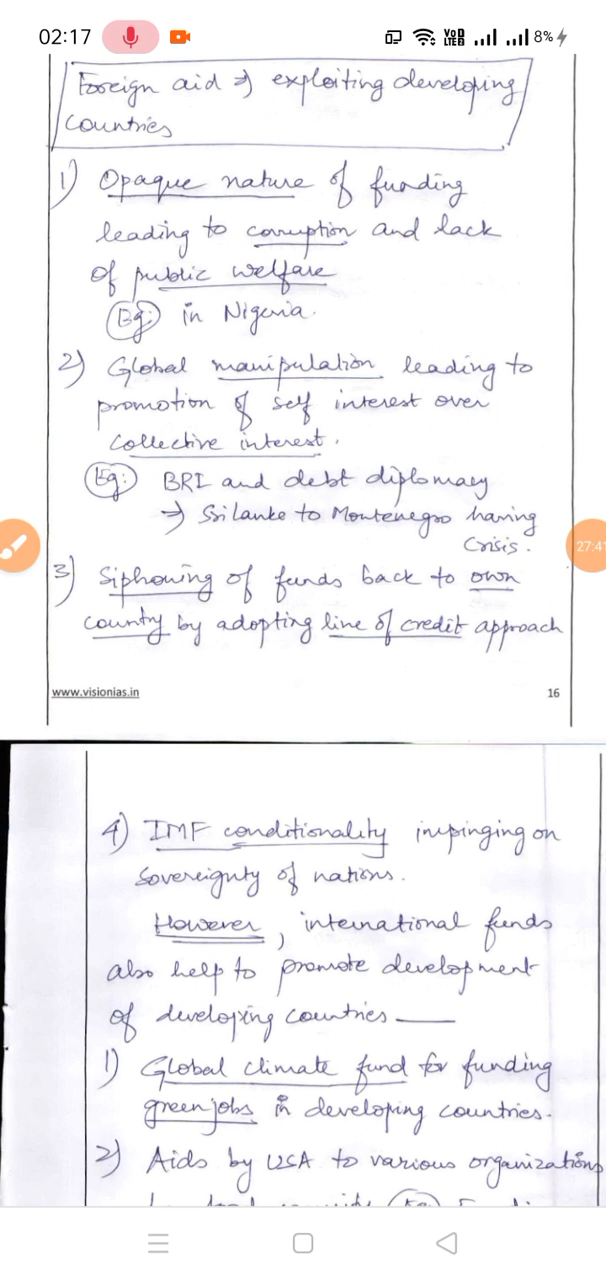 02:17
VoD LTE2
8%
Foreign aid ⇒ exploiting developing
countries
1) Opaque nature of funding
leading to corruption and lack
of public welfare
Eg: in Nigeria.
2) Global manipulation leading to
promotion of self interest over
collective interest.
Eg: BRI and debt diplomacy
→ Sri Lanka to Montenegro having
Crisis.
27:4
3) Siphoning of funds back to own
country by adopting line of credit approach
www.visionias.in
16
4) IMF conditionality impinging on
sovereignty of nations.
However, international funds
also help to promote development
of developing countries —
1) Global climate fund for funding
green jobs in developing countries.
2) Aids by USA to various organizations